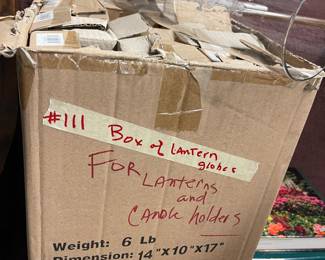 #111 Box of Lantern
globes
FOR LANterns
and
CANdle holders
Weight: 6 Lb
Dimension: 14"X10"X17"